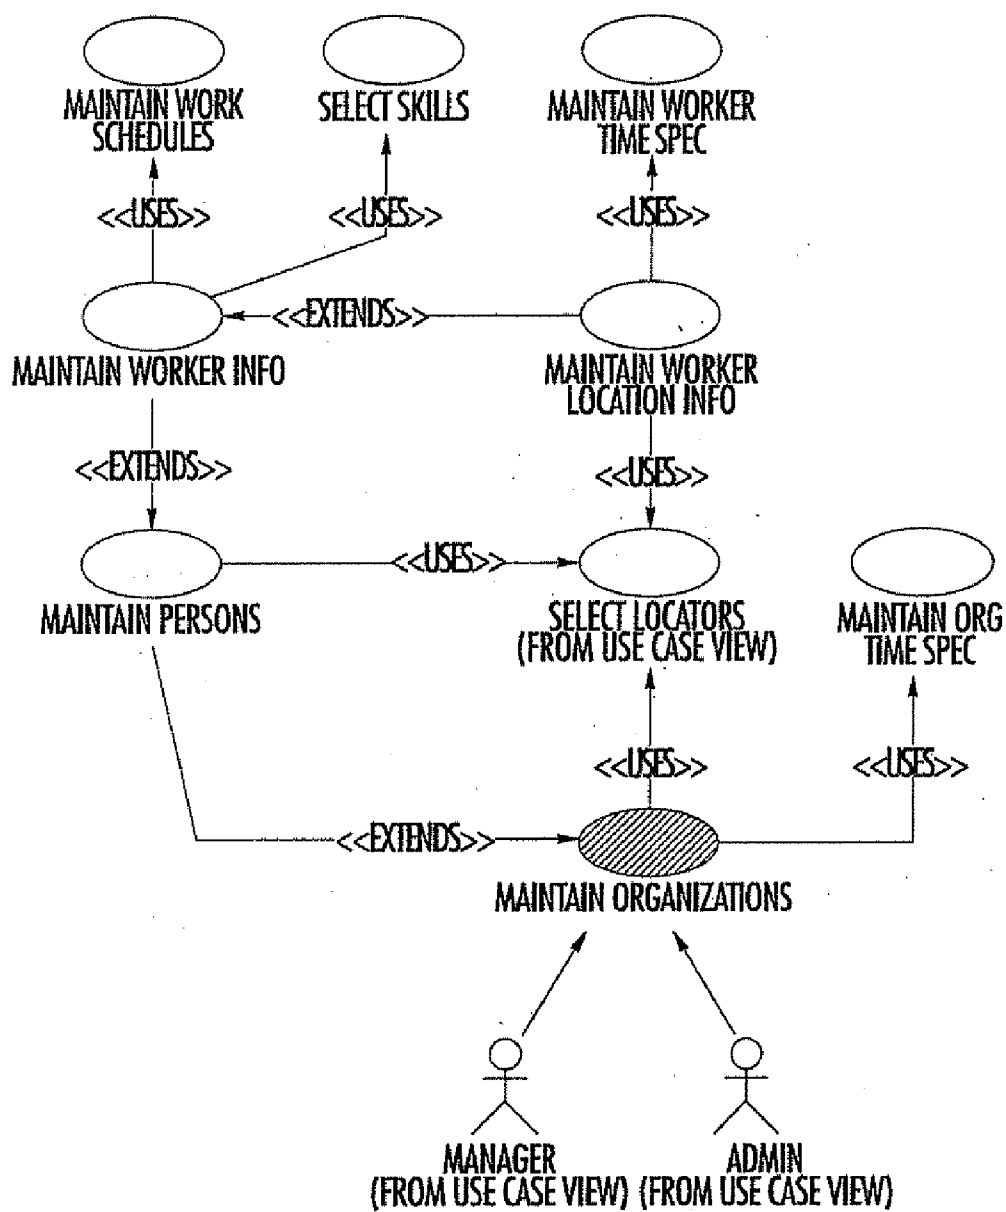 MAINTAIN WORK
SCHEDULES
SELECT SKILLS
MAINTAIN WORKER
TIME SPEC
<<USES>>
<<USES>>
<<USES>>
<<EXTENDS>>
MAINTAIN WORKER INFO
MAINTAIN WORKER
LOCATION INFO
<<EXTENDS>>
<<USES>>
<<USES>>
MAINTAIN PERSONS
SELECT LOCATORS
(FROM USE CASE VIEW)
MAINTAIN ORG
TIME SPEC
<<USES>>
<<USES>>
<<EXTENDS>>
MAINTAIN ORGANIZATIONS
MANAGER
(FROM USE CASE VIEW)
ADMIN
(FROM USE CASE VIEW)